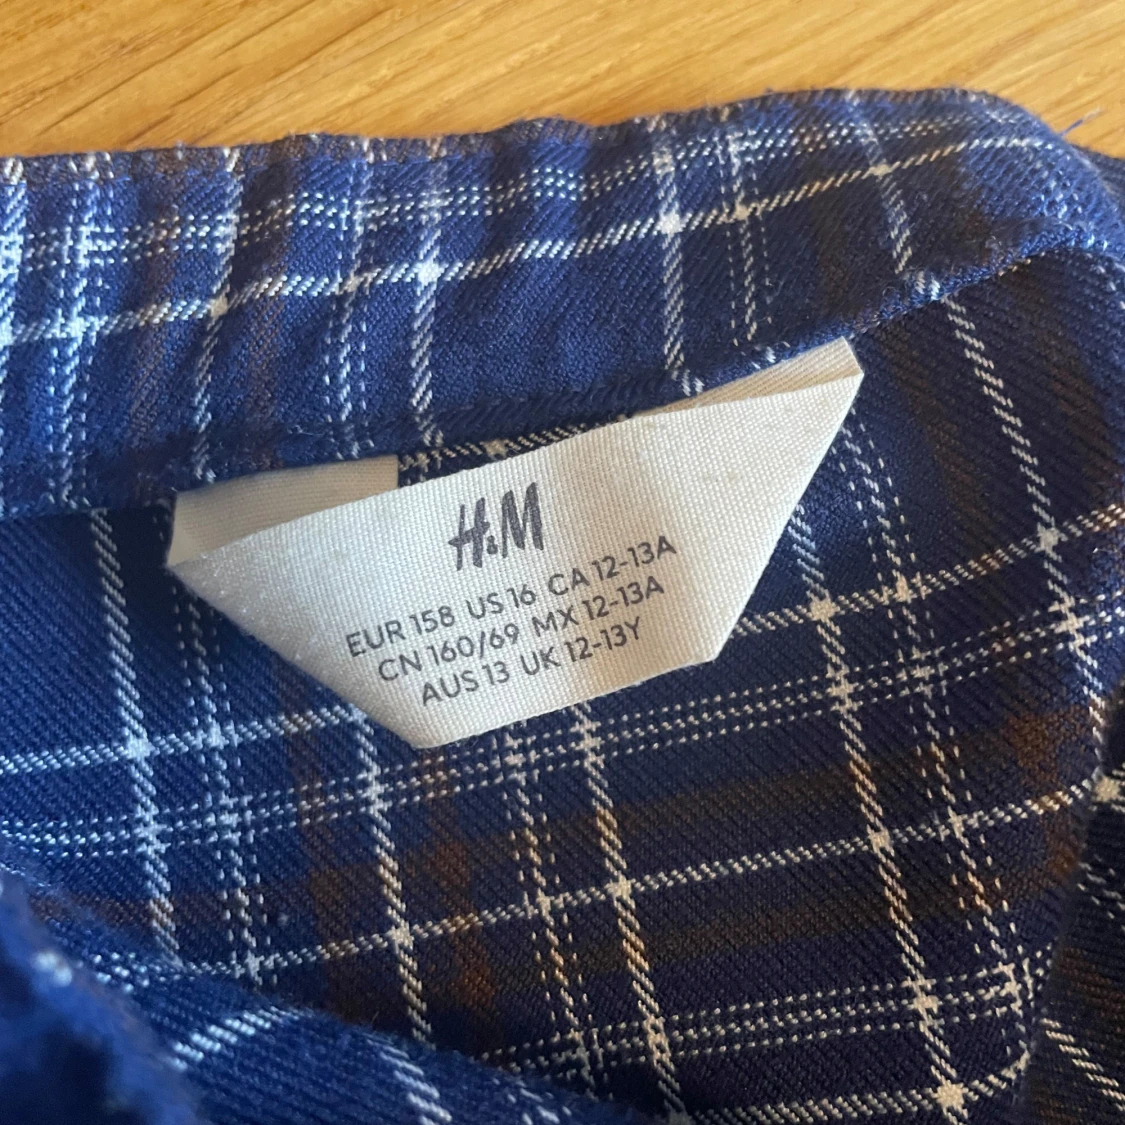 H&M
EUR 158 US 16 CA 12-13A
CN 160/69 MX 12-13A
AUS 13 UK 12-13Y